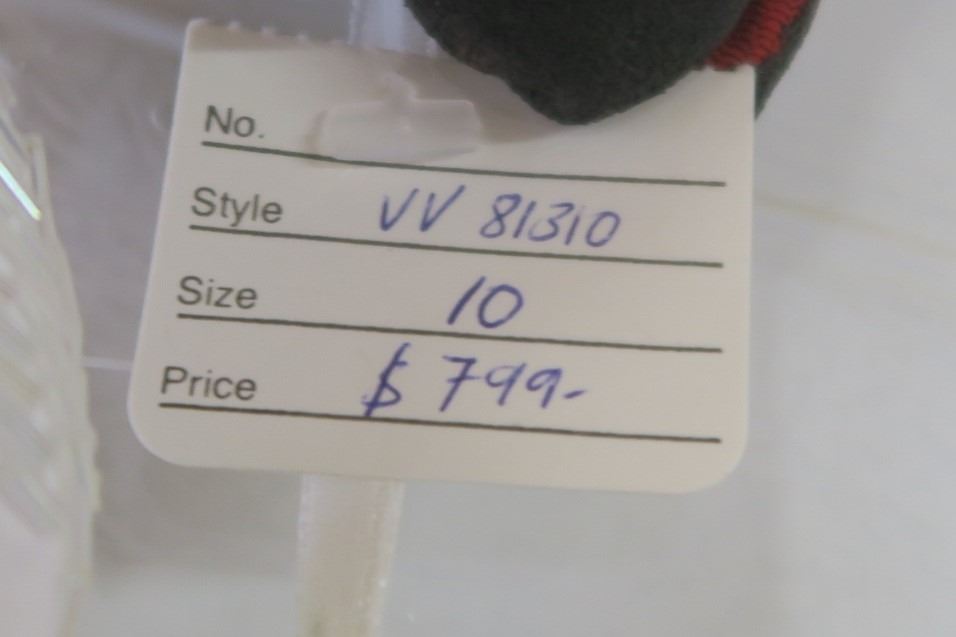 No.
Style VV 81310
Size 10
Price $ 799-